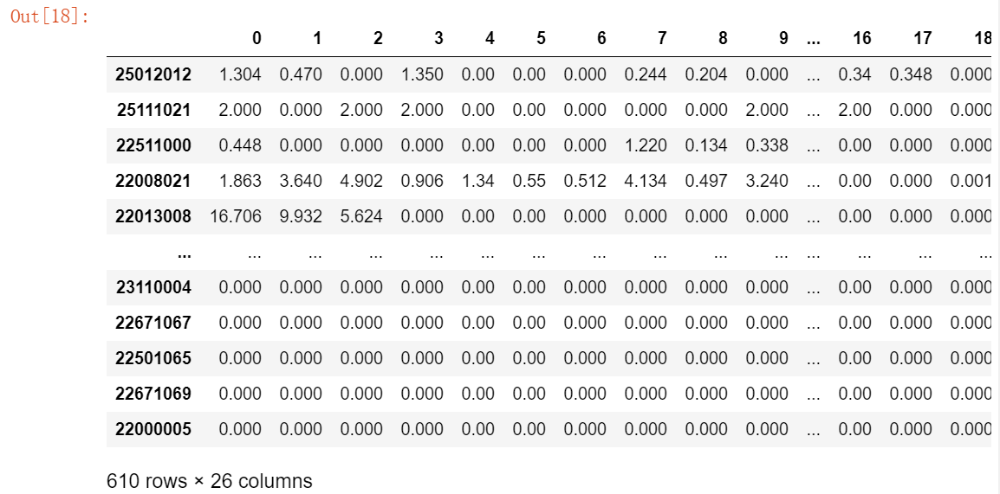 Out[18]:
0 1 2 3 4 5 6 7 8 9 ... 16 17 18
25012012 1.304 0.470 0.000 1.350 0.00 0.00 0.000 0.244 0.204 0.000 ... 0.34 0.348 0.000
25111021 2.000 0.000 2.000 2.000 0.00 0.00 0.000 0.000 0.000 2.000 ... 2.00 0.000 0.000
22511000 0.448 0.000 0.000 0.000 0.00 0.00 0.000 1.220 0.134 0.338 ... 0.00 0.000 0.000
22008021 1.863 3.640 4.902 0.906 1.34 0.55 0.512 4.134 0.497 3.240 ... 0.00 0.000 0.001
22013008 16.706 9.932 5.624 0.000 0.00 0.00 0.000 0.000 0.000 0.000 ... 0.00 0.000 0.000
... ... ... ... ... ... ... ... ... ... ... ... ... ... ...
23110004 0.000 0.000 0.000 0.000 0.00 0.00 0.000 0.000 0.000 0.000 ... 0.00 0.000 0.000
22671067 0.000 0.000 0.000 0.000 0.00 0.00 0.000 0.000 0.000 0.000 ... 0.00 0.000 0.000
22501065 0.000 0.000 0.000 0.000 0.00 0.00 0.000 0.000 0.000 0.000 ... 0.00 0.000 0.000
22671069 0.000 0.000 0.000 0.000 0.00 0.00 0.000 0.000 0.000 0.000 ... 0.00 0.000 0.000
22000005 0.000 0.000 0.000 0.000 0.00 0.00 0.000 0.000 0.000 0.000 ... 0.00 0.000 0.000
610 rows × 26 columns